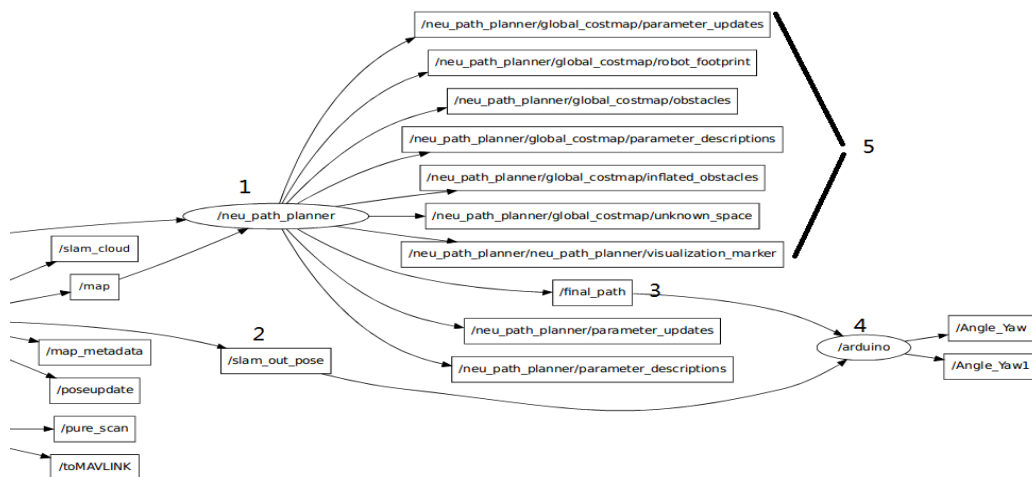 /neu_path_planner/global_costmap/parameter_updates
/neu_path_planner/global_costmap/robot_footprint
/neu_path_planner/global_costmap/obstacles
/neu_path_planner/global_costmap/parameter_descriptions
5
/neu_path_planner/global_costmap/inflated_obstacles
1
/neu_path_planner
/neu_path_planner/global_costmap/unknown_space
/slam_cloud
/neu_path_planner/neu_path_planner/visualization_marker
/map
/final_path
3
2
4
/neu_path_planner/parameter_updates
/Angle_Yaw
/map_metadata
/slam_out_pose
/arduino
/neu_path_planner/parameter_descriptions
/Angle_Yaw1
/poseupdate
/pure_scan
/toMAVLINK